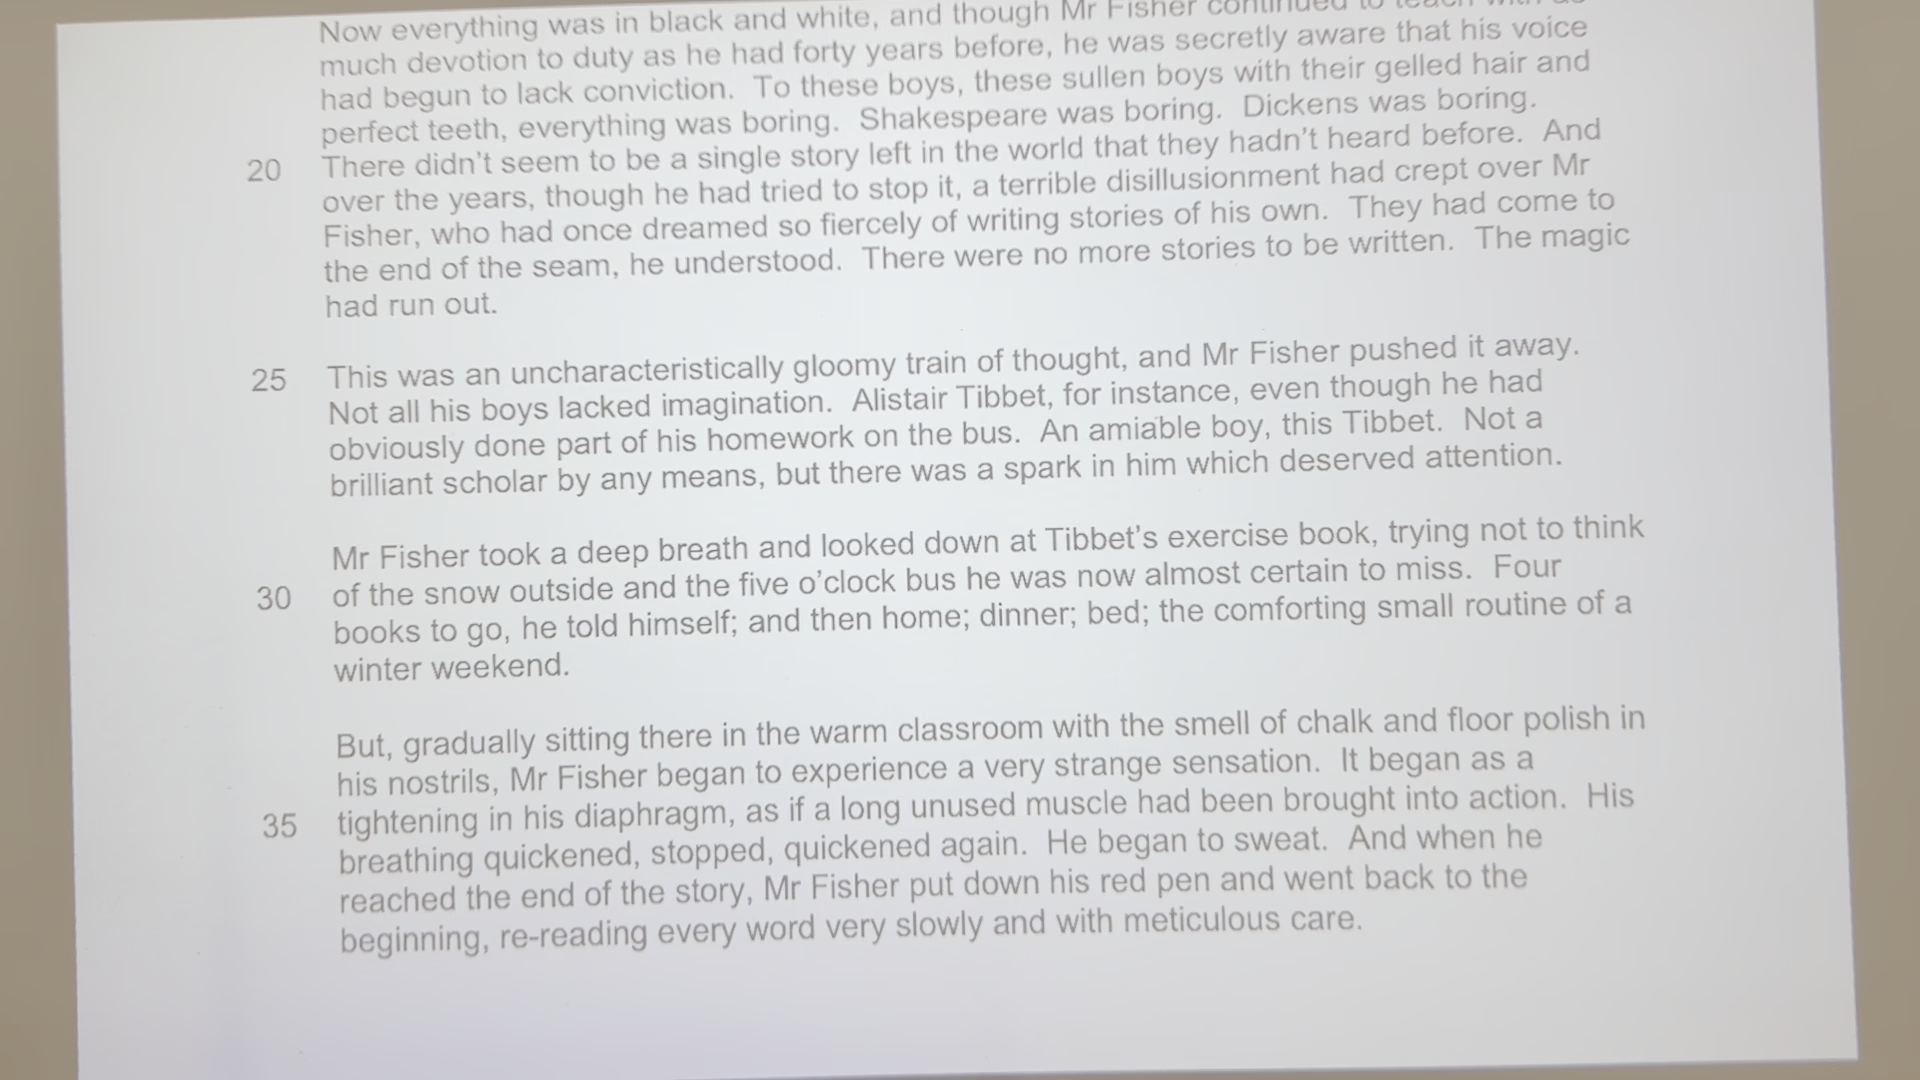 Now everything was in black and white, and though Mr Fisher continued to teach with as
much devotion to duty as he had forty years before, he was secretly aware that his voice
had begun to lack conviction. To these boys, these sullen boys with their gelled hair and
perfect teeth, everything was boring. Shakespeare was boring. Dickens was boring.
20 There didn't seem to be a single story left in the world that they hadn't heard before. And
over the years, though he had tried to stop it, a terrible disillusionment had crept over Mr
Fisher, who had once dreamed so fiercely of writing stories of his own. They had come to
the end of the seam, he understood. There were no more stories to be written. The magic
had run out.
25 This was an uncharacteristically gloomy train of thought, and Mr Fisher pushed it away.
Not all his boys lacked imagination. Alistair Tibbet, for instance, even though he had
obviously done part of his homework on the bus. An amiable boy, this Tibbet. Not a
brilliant scholar by any means, but there was a spark in him which deserved attention.
Mr Fisher took a deep breath and looked down at Tibbet's exercise book, trying not to think
30 of the snow outside and the five o'clock bus he was now almost certain to miss. Four
books to go, he told himself; and then home; dinner; bed; the comforting small routine of a
winter weekend.
But, gradually sitting there in the warm classroom with the smell of chalk and floor polish in
his nostrils, Mr Fisher began to experience a very strange sensation. It began as a
35 tightening in his diaphragm, as if a long unused muscle had been brought into action. His
breathing quickened, stopped, quickened again. He began to sweat. And when he
reached the end of the story, Mr Fisher put down his red pen and went back to the
beginning, re-reading every word very slowly and with meticulous care.